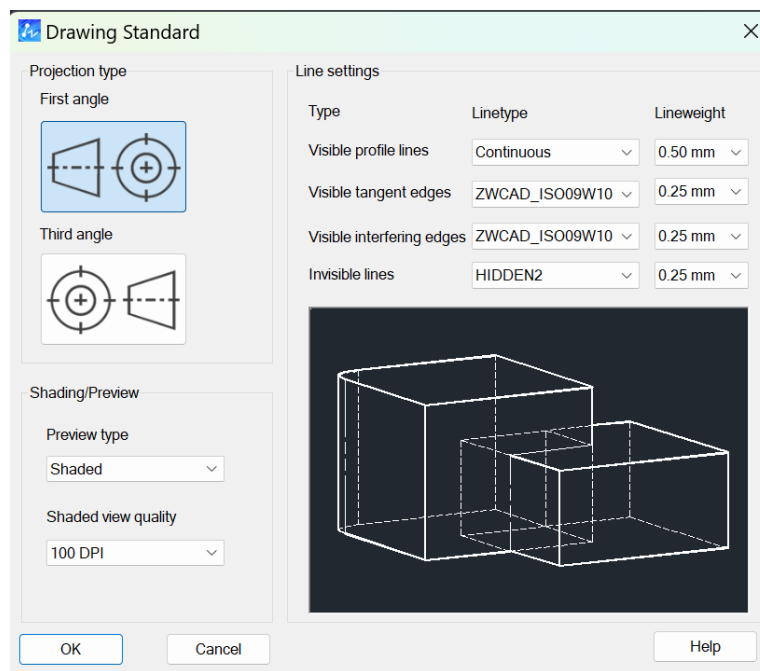 Drawing Standard
Projection type
First angle
Third angle
Shading/Preview
Preview type
Shaded
Shaded view quality
100 DPI
Line settings
Type Linetype Lineweight
Visible profile lines Continuous 0.50 mm
Visible tangent edges ZWCAD_ISO09W10 0.25 mm
Visible interfering edges ZWCAD_ISO09W10 0.25 mm
Invisible lines HIDDEN2 0.25 mm
OK Cancel Help